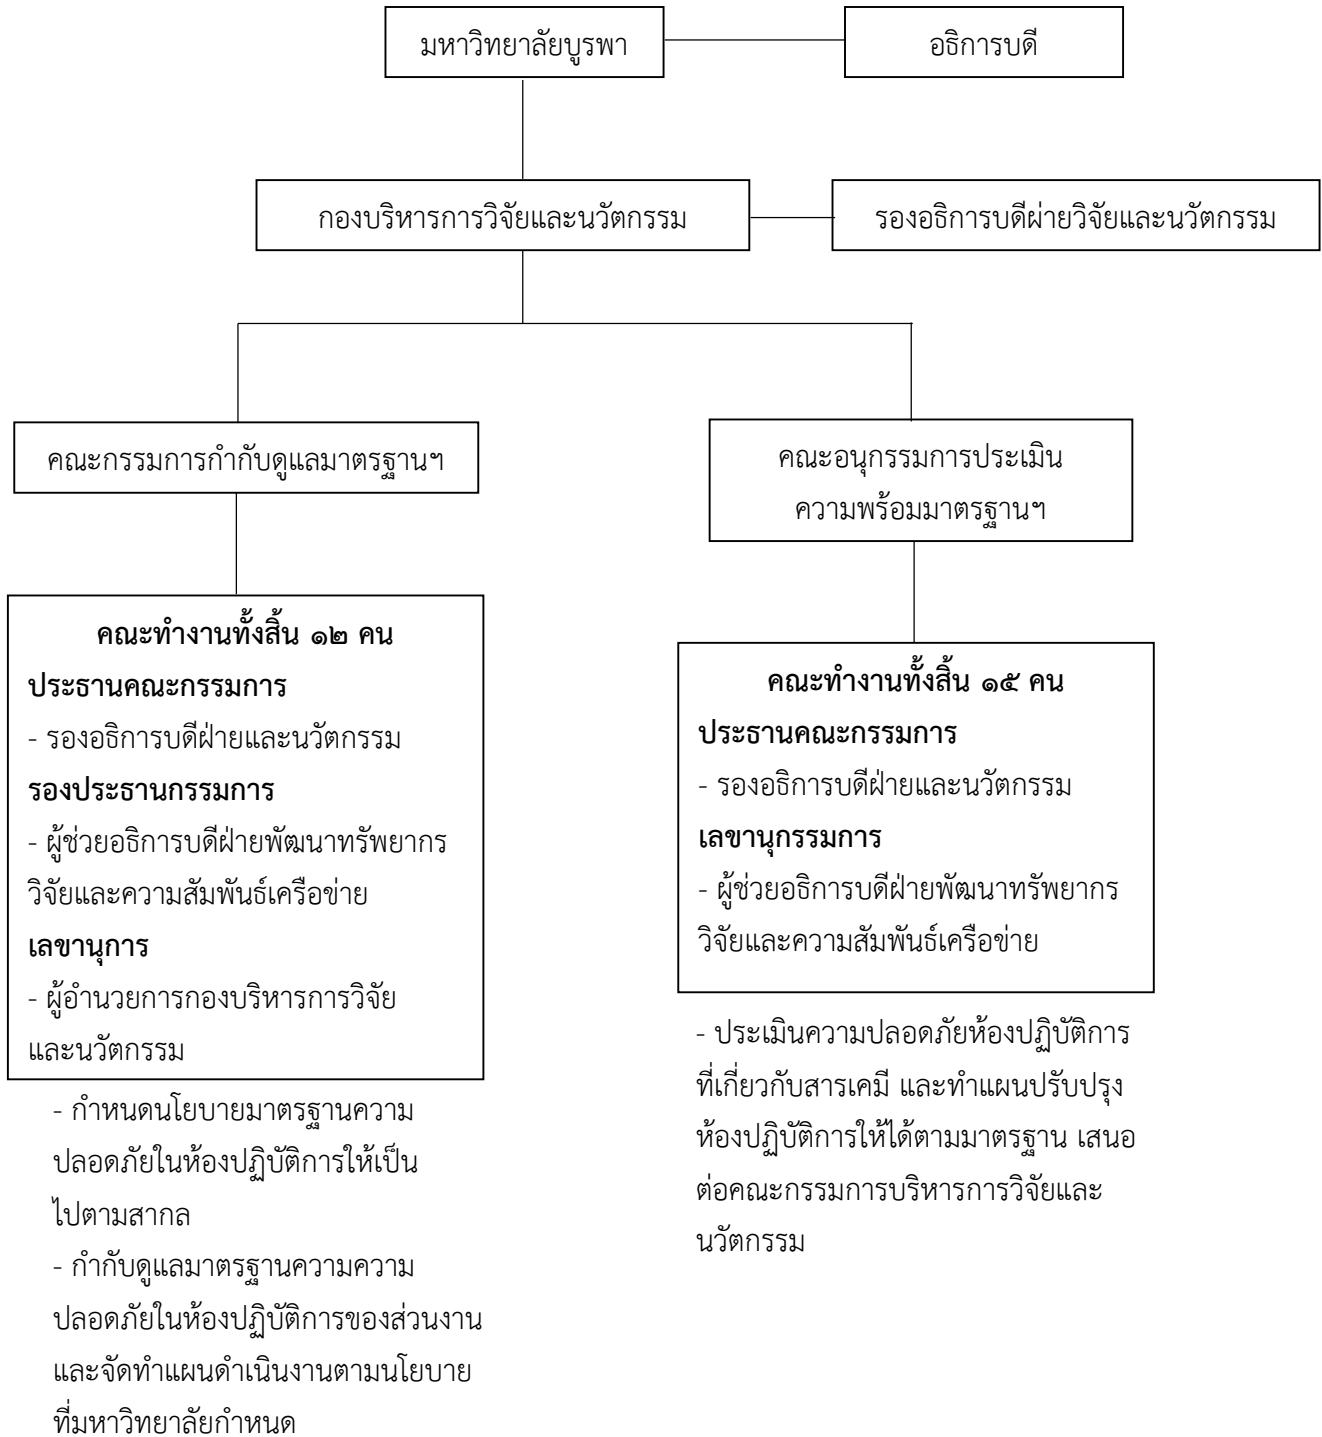 มหาวิทยาลัยบูรพา
อธิการบดี
กองบริหารการวิจัยและนวัตกรรม
รองอธิการบดีฝ่ายวิจัยและนวัตกรรม
คณะกรรมการกำกับดูแลมาตรฐานฯ
คณะอนุกรรมการประเมิน
ความพร้อมมาตรฐานฯ
คณะทำงานทั้งสิ้น ๑๒ คน
ประธานคณะกรรมการ
- รองอธิการบดีฝ่ายและนวัตกรรม
รองประธานกรรมการ
- ผู้ช่วยอธิการบดีฝ่ายพัฒนาทรัพยากร
วิจัยและความสัมพันธ์เครือข่าย
เลขานุการ
- ผู้อำนวยการกองบริหารการวิจัย
และนวัตกรรม
- กำหนดนโยบายมาตรฐานความ
ปลอดภัยในห้องปฏิบัติการให้เป็น
ไปตามสากล
- กำกับดูแลมาตรฐานความความ
ปลอดภัยในห้องปฏิบัติการของส่วนงาน
และจัดทำแผนดำเนินงานตามนโยบาย
ที่มหาวิทยาลัยกำหนด
คณะทำงานทั้งสิ้น ๑๕ คน
ประธานคณะกรรมการ
- รองอธิการบดีฝ่ายและนวัตกรรม
เลขานุกรรมการ
- ผู้ช่วยอธิการบดีฝ่ายพัฒนาทรัพยากร
วิจัยและความสัมพันธ์เครือข่าย
- ประเมินความปลอดภัยห้องปฏิบัติการ
ที่เกี่ยวกับสารเคมี และทำแผนปรับปรุง
ห้องปฏิบัติการให้ได้ตามมาตรฐาน เสนอ
ต่อคณะกรรมการบริหารการวิจัยและ
นวัตกรรม